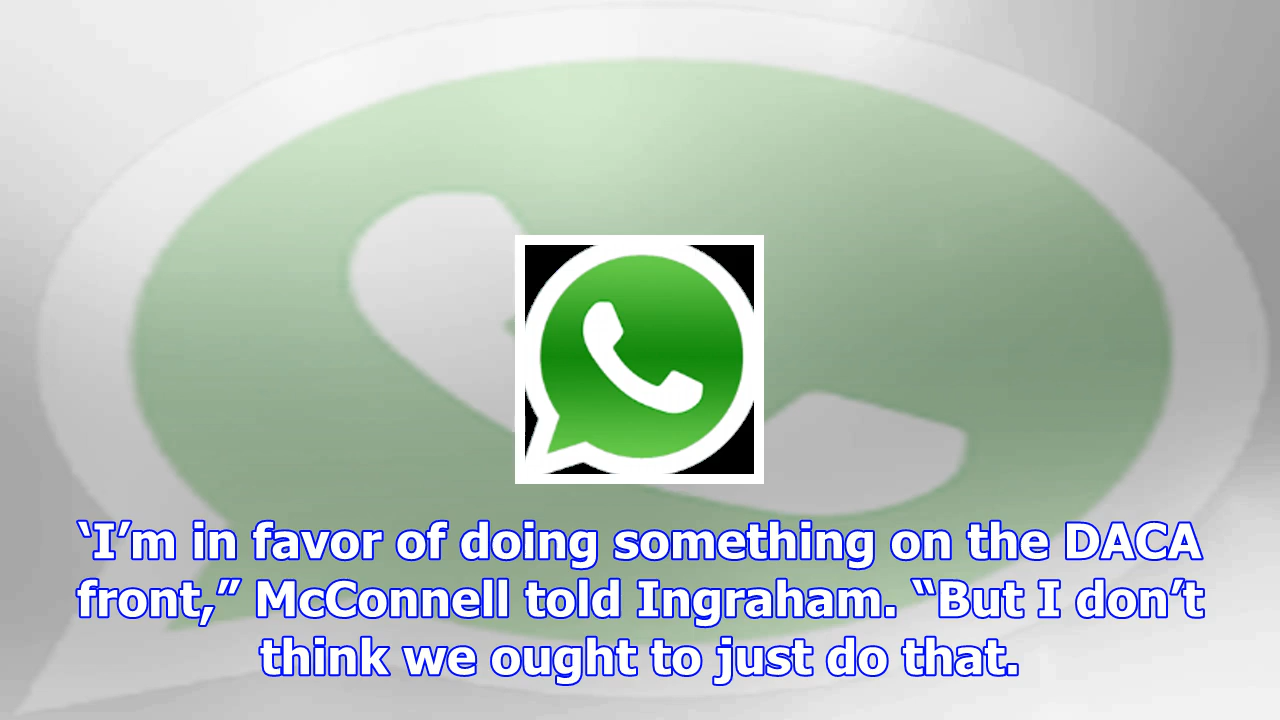 ‘I’m in favor of doing something on the DACA
front,” McConnell told Ingraham. “But I don’t
think we ought to just do that.